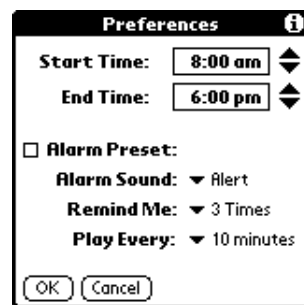 Preferences i
Start Time: 8:00 am
End Time: 6:00 pm
Alarm Preset:
Alarm Sound: Alert
Remind Me: 3 Times
Play Every: 10 minutes
OK Cancel